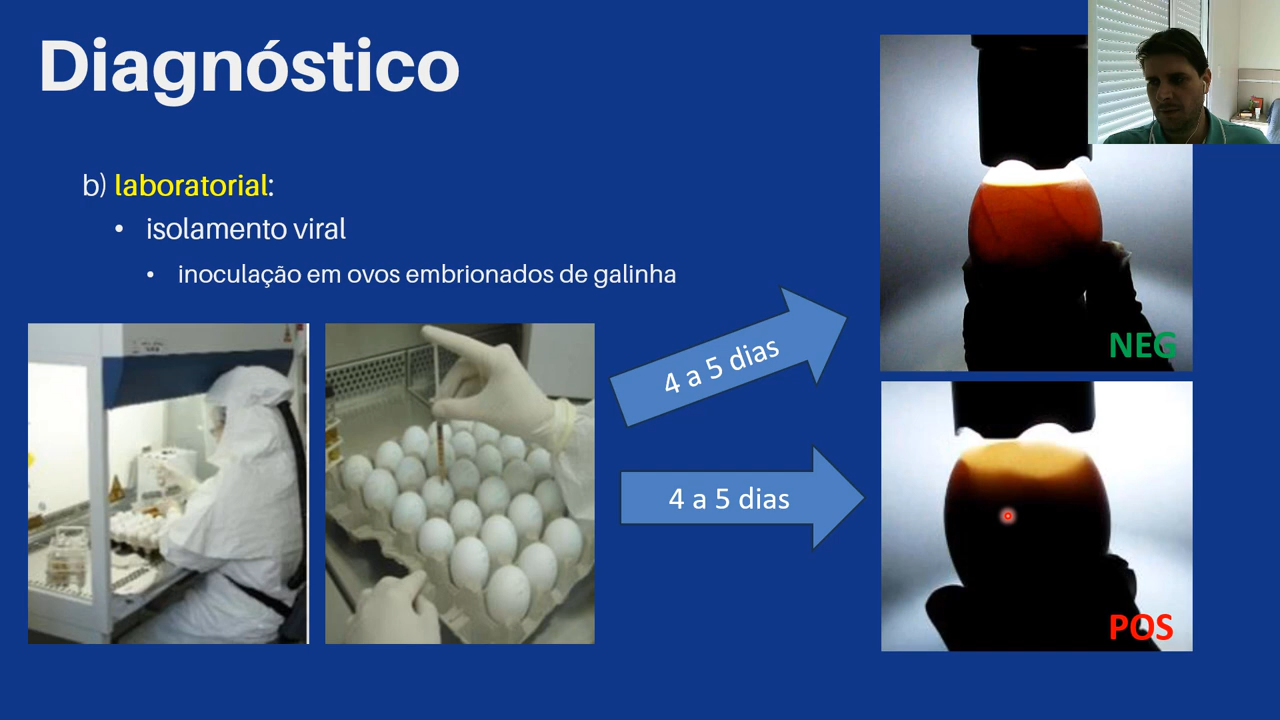 Diagnóstico
b) laboratorial:
• isolamento viral
• inoculação em ovos embrionados de galinha
4 a 5 dias
4 a 5 dias
NEG
POS